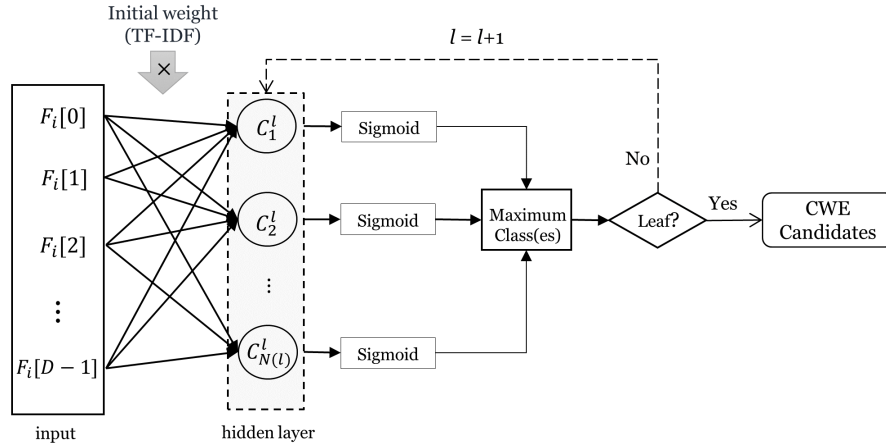 Initial weight
(TF-IDF)
×
l = l+1
F_i[0]
F_i[1]
F_i[2]
⋮
F_i[D − 1]
input
C_1^l
C_2^l
⋮
C_{N(l)}^l
hidden layer
Sigmoid
Sigmoid
Sigmoid
Maximum
Class(es)
No
Leaf?
Yes
CWE
Candidates